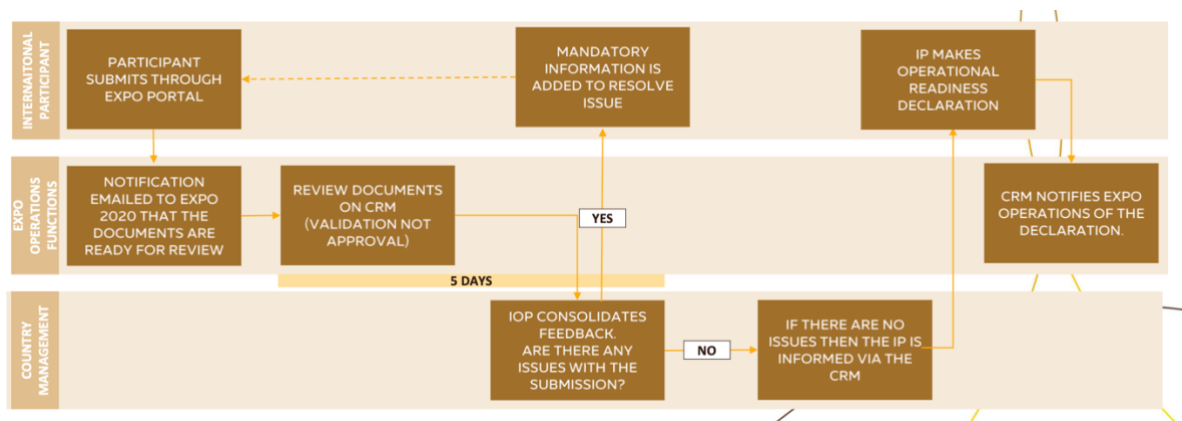 INTERNAITONAL
PARTICIPANT
PARTICIPANT
SUBMITS THROUGH
EXPO PORTAL
MANDATORY
INFORMATION IS
ADDED TO RESOLVE
ISSUE
IP MAKES
OPERATIONAL
READINESS
DECLARATION
EXPO
OPERATIONS
FUNCTIONS
NOTIFICATION
EMAILED TO EXPO
2020 THAT THE
DOCUMENTS ARE
READY FOR REVIEW
REVIEW DOCUMENTS
ON CRM
(VALIDATION NOT
APPROVAL)
YES
CRM NOTIFIES EXPO
OPERATIONS OF THE
DECLARATION.
5 DAYS
COUNTRY
MANAGEMENT
IOP CONSOLIDATES
FEEDBACK.
ARE THERE ANY
ISSUES WITH THE
SUBMISSION?
NO
IF THERE ARE NO
ISSUES THEN THE IP IS
INFORMED VIA THE
CRM